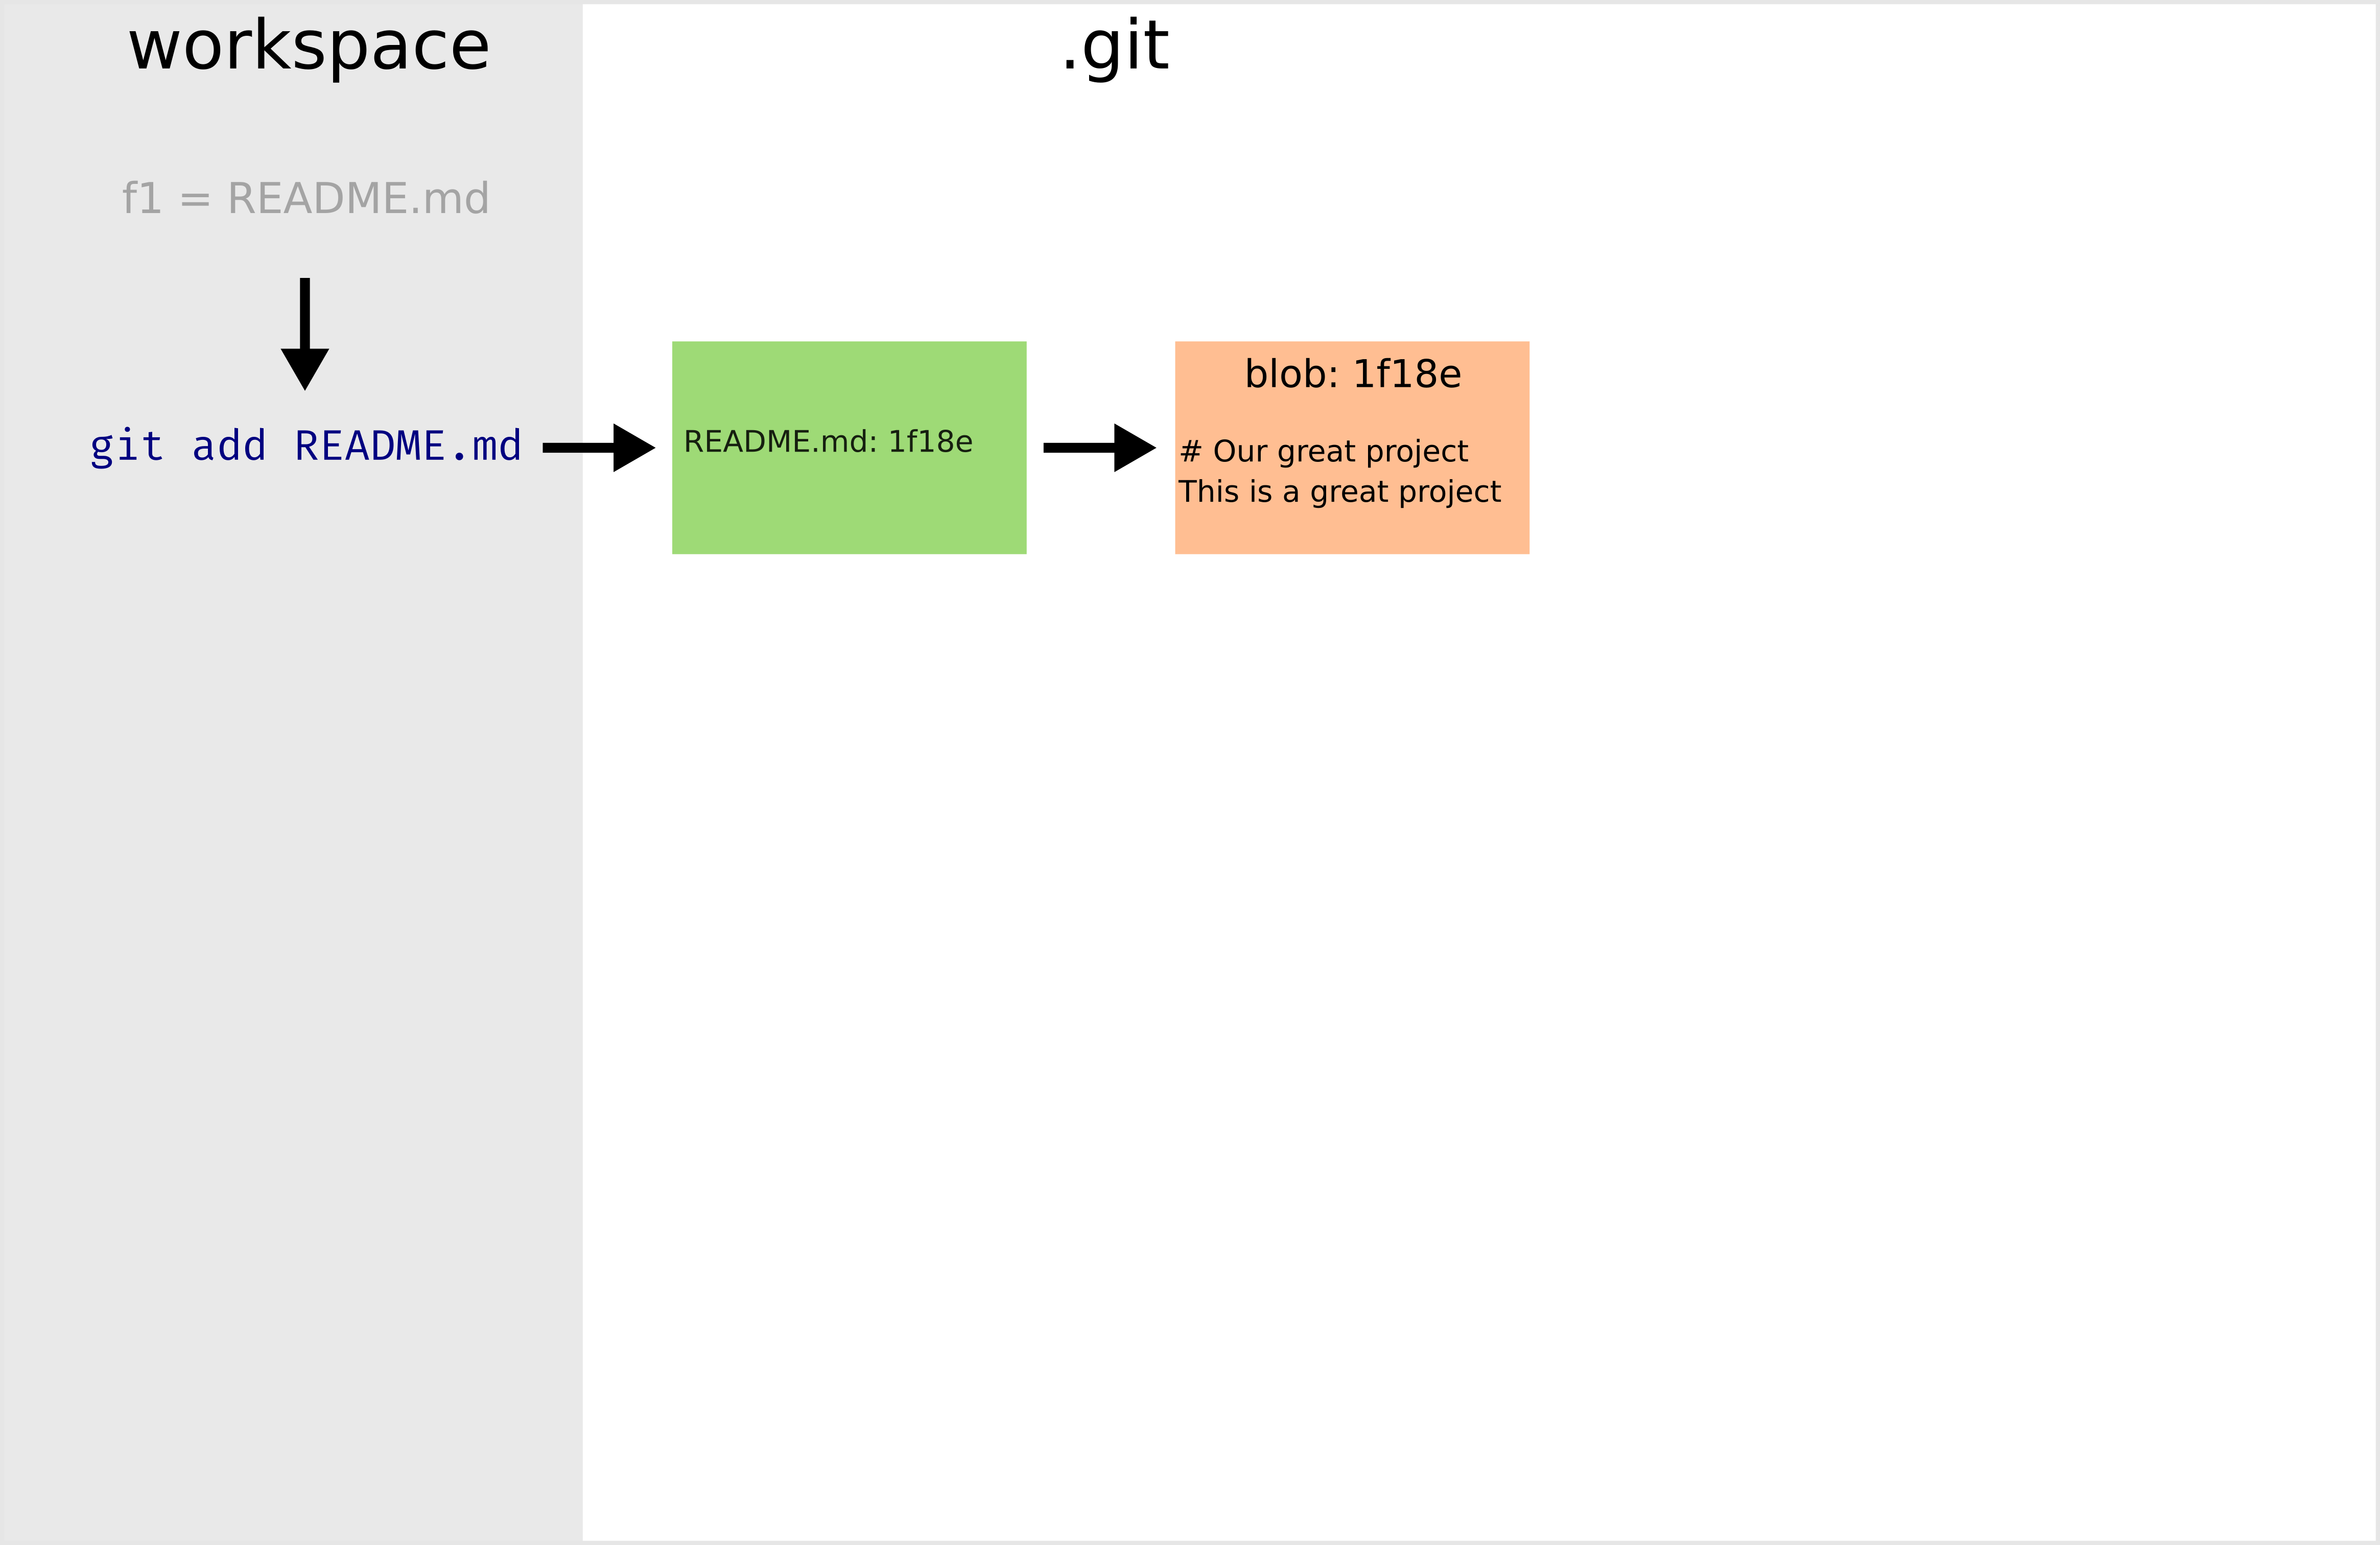 workspace
.git
f1 = README.md
git add README.md
README.md: 1f18e
blob: 1f18e
# Our great project
This is a great project